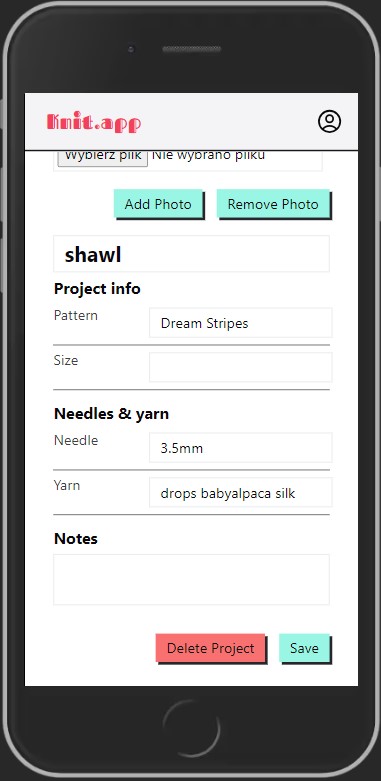 Knit.app
Wybierz plik Nie wybrano pliku
Add Photo Remove Photo
shawl
Project info
Pattern Dream Stripes
Size
Needles & yarn
Needle 3.5mm
Yarn drops babyalpaca silk
Notes
Delete Project Save